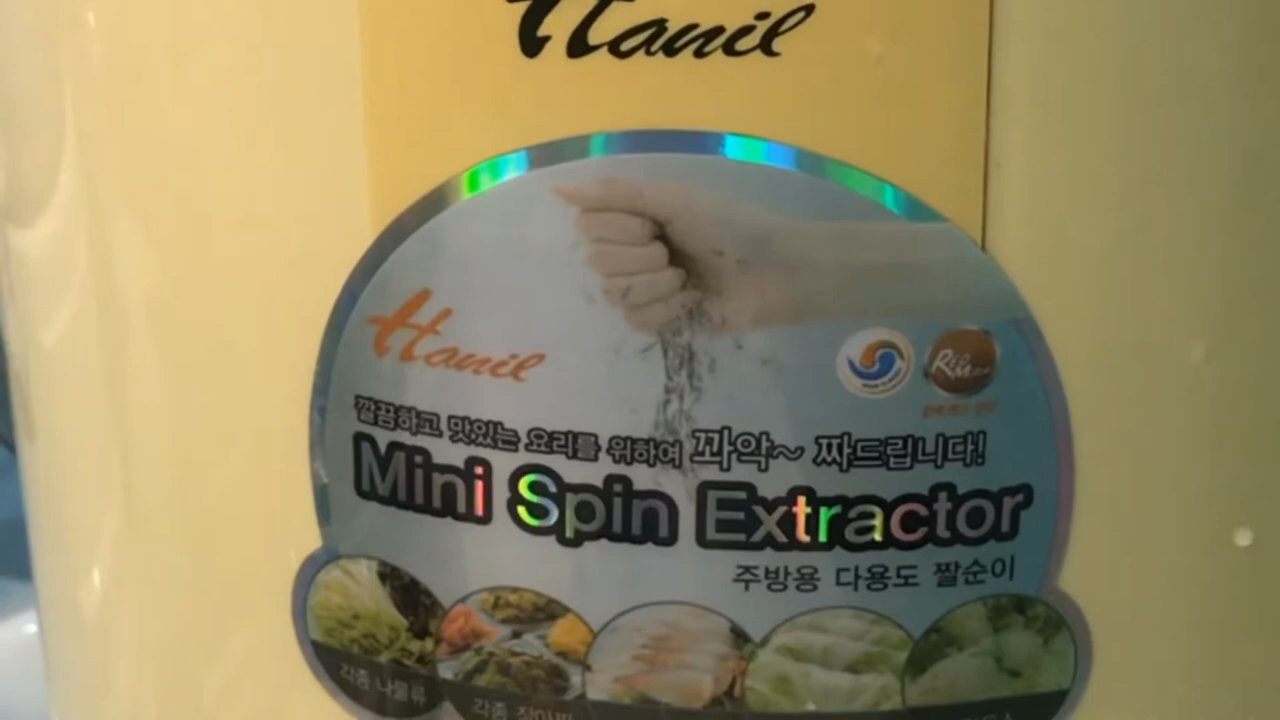 Hanil
Hanil
깔끔하고 맛있는 요리를 위하여 꽈악~ 짜드립니다!
Mini Spin Extractor
주방용 다용도 짤순이
각종 나물류
각종